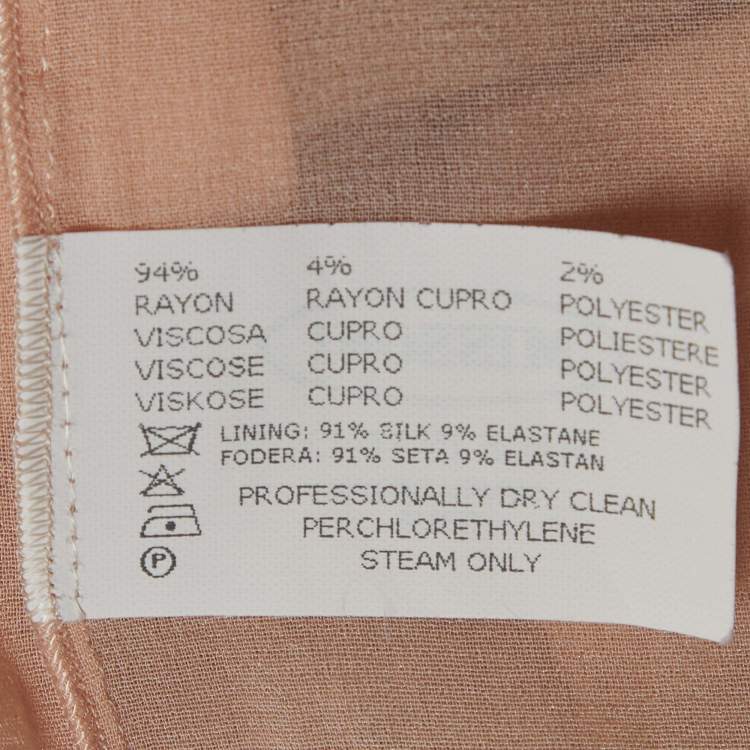 94% 4% 2%
RAYON RAYON CUPRO POLYESTER
VISCOSA CUPRO POLIESTERE
VISCOSE CUPRO POLYESTER
VISKOSE CUPRO POLYESTER
LINING: 91% SILK 9% ELASTANE
FODERA: 91% SETA 9% ELASTAN
PROFESSIONALLY DRY CLEAN
PERCHLORETHYLENE
STEAM ONLY
P